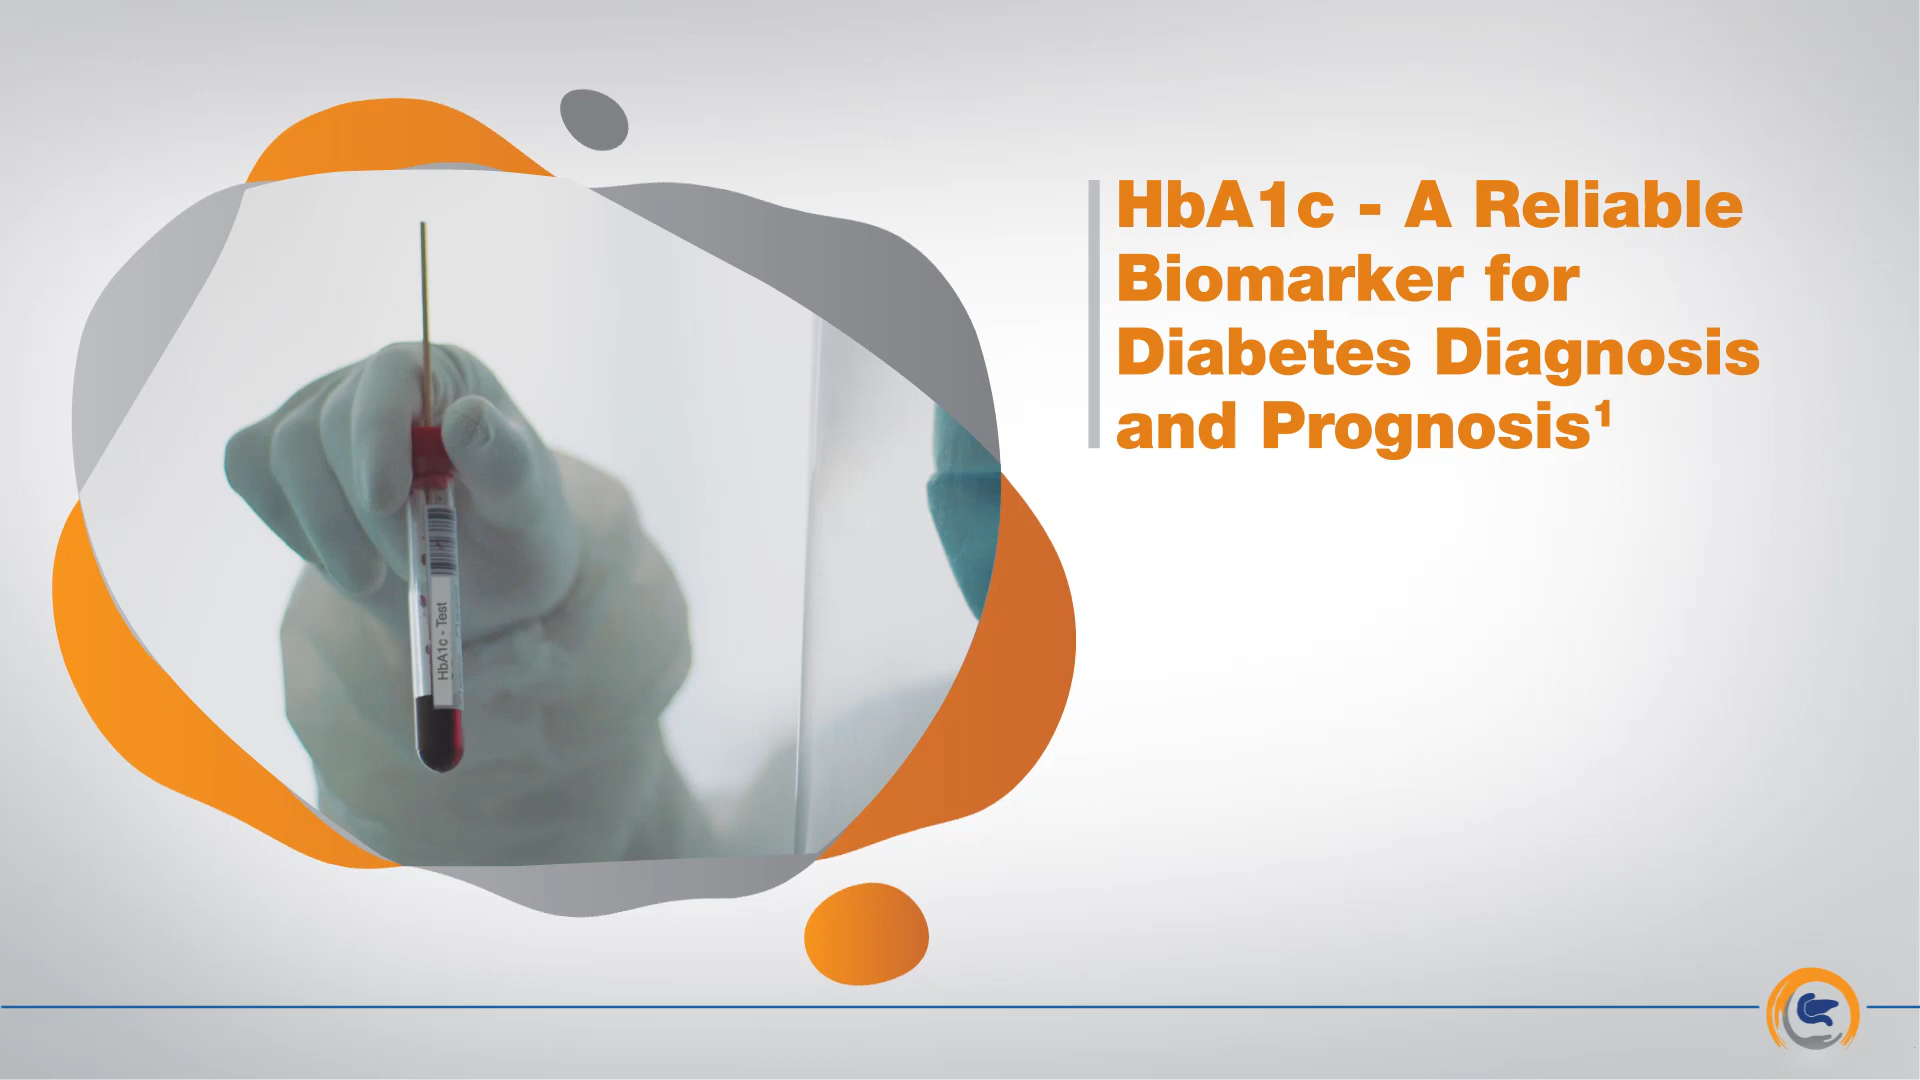 HbA1c - A Reliable
Biomarker for
Diabetes Diagnosis
and Prognosis¹
HbA1c - Test